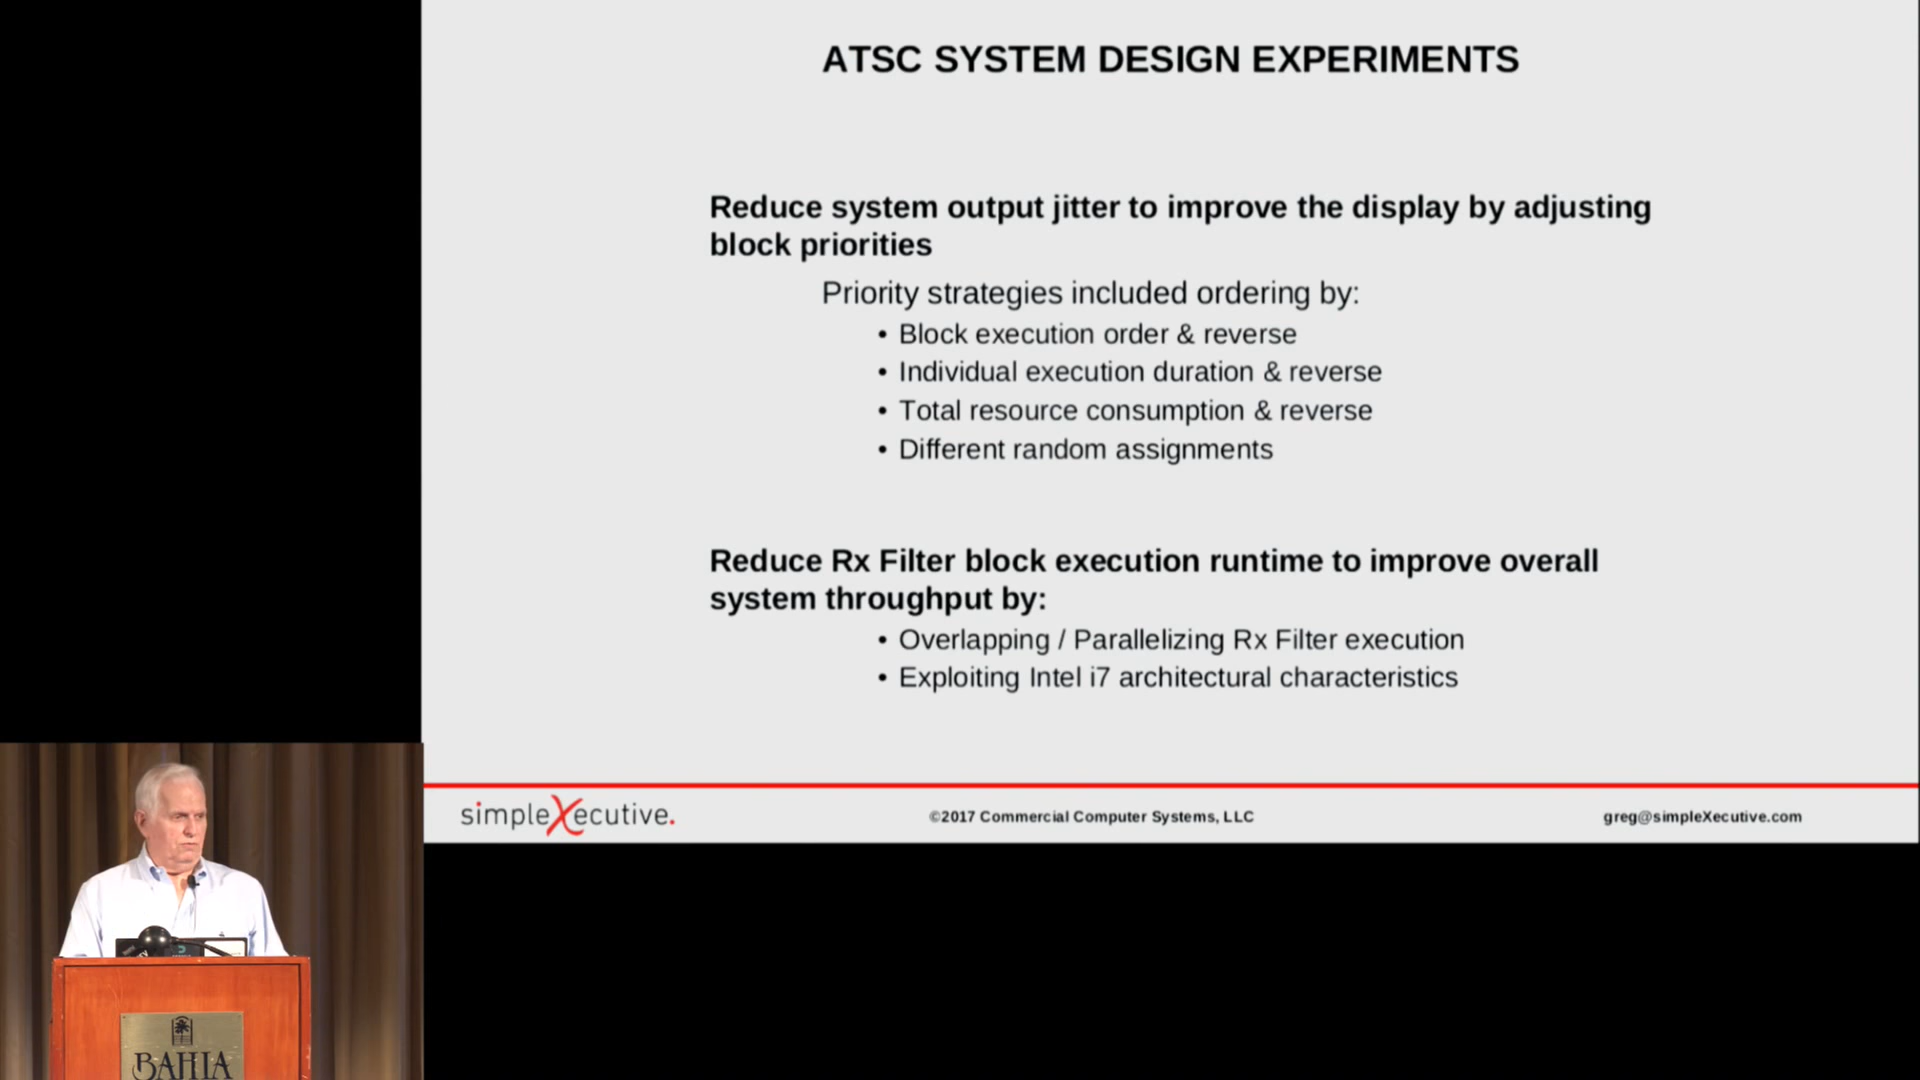 ATSC SYSTEM DESIGN EXPERIMENTS
Reduce system output jitter to improve the display by adjusting
block priorities
Priority strategies included ordering by:
• Block execution order & reverse
• Individual execution duration & reverse
• Total resource consumption & reverse
• Different random assignments
Reduce Rx Filter block execution runtime to improve overall
system throughput by:
• Overlapping / Parallelizing Rx Filter execution
• Exploiting Intel i7 architectural characteristics
simpleXecutive.
©2017 Commercial Computer Systems, LLC
greg@simpleXecutive.com
BAHIA